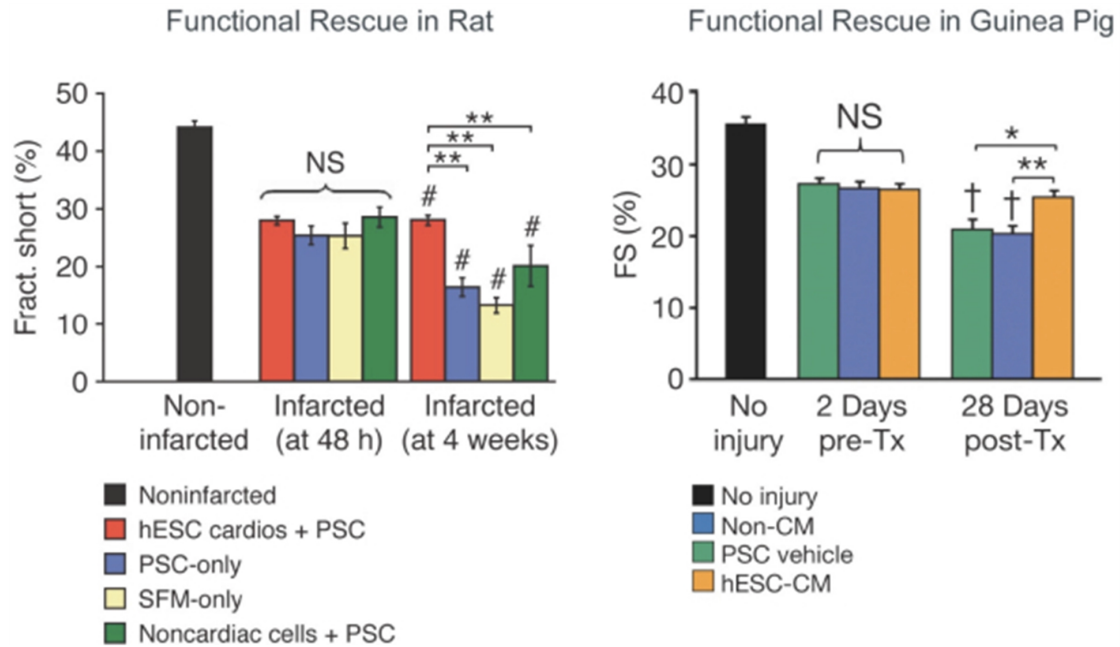 Functional Rescue in Rat
Fract. short (%)
50
40
30
20
10
0
NS
**
**
**
#
#
#
#
Non-
infarcted
Infarcted
(at 48 h)
Infarcted
(at 4 weeks)
Noninfarcted
hESC cardios + PSC
PSC-only
SFM-only
Noncardiac cells + PSC
Functional Rescue in Guinea Pig
FS (%)
40
30
20
10
0
NS
*
**
†
†
No
injury
2 Days
pre-Tx
28 Days
post-Tx
No injury
Non-CM
PSC vehicle
hESC-CM